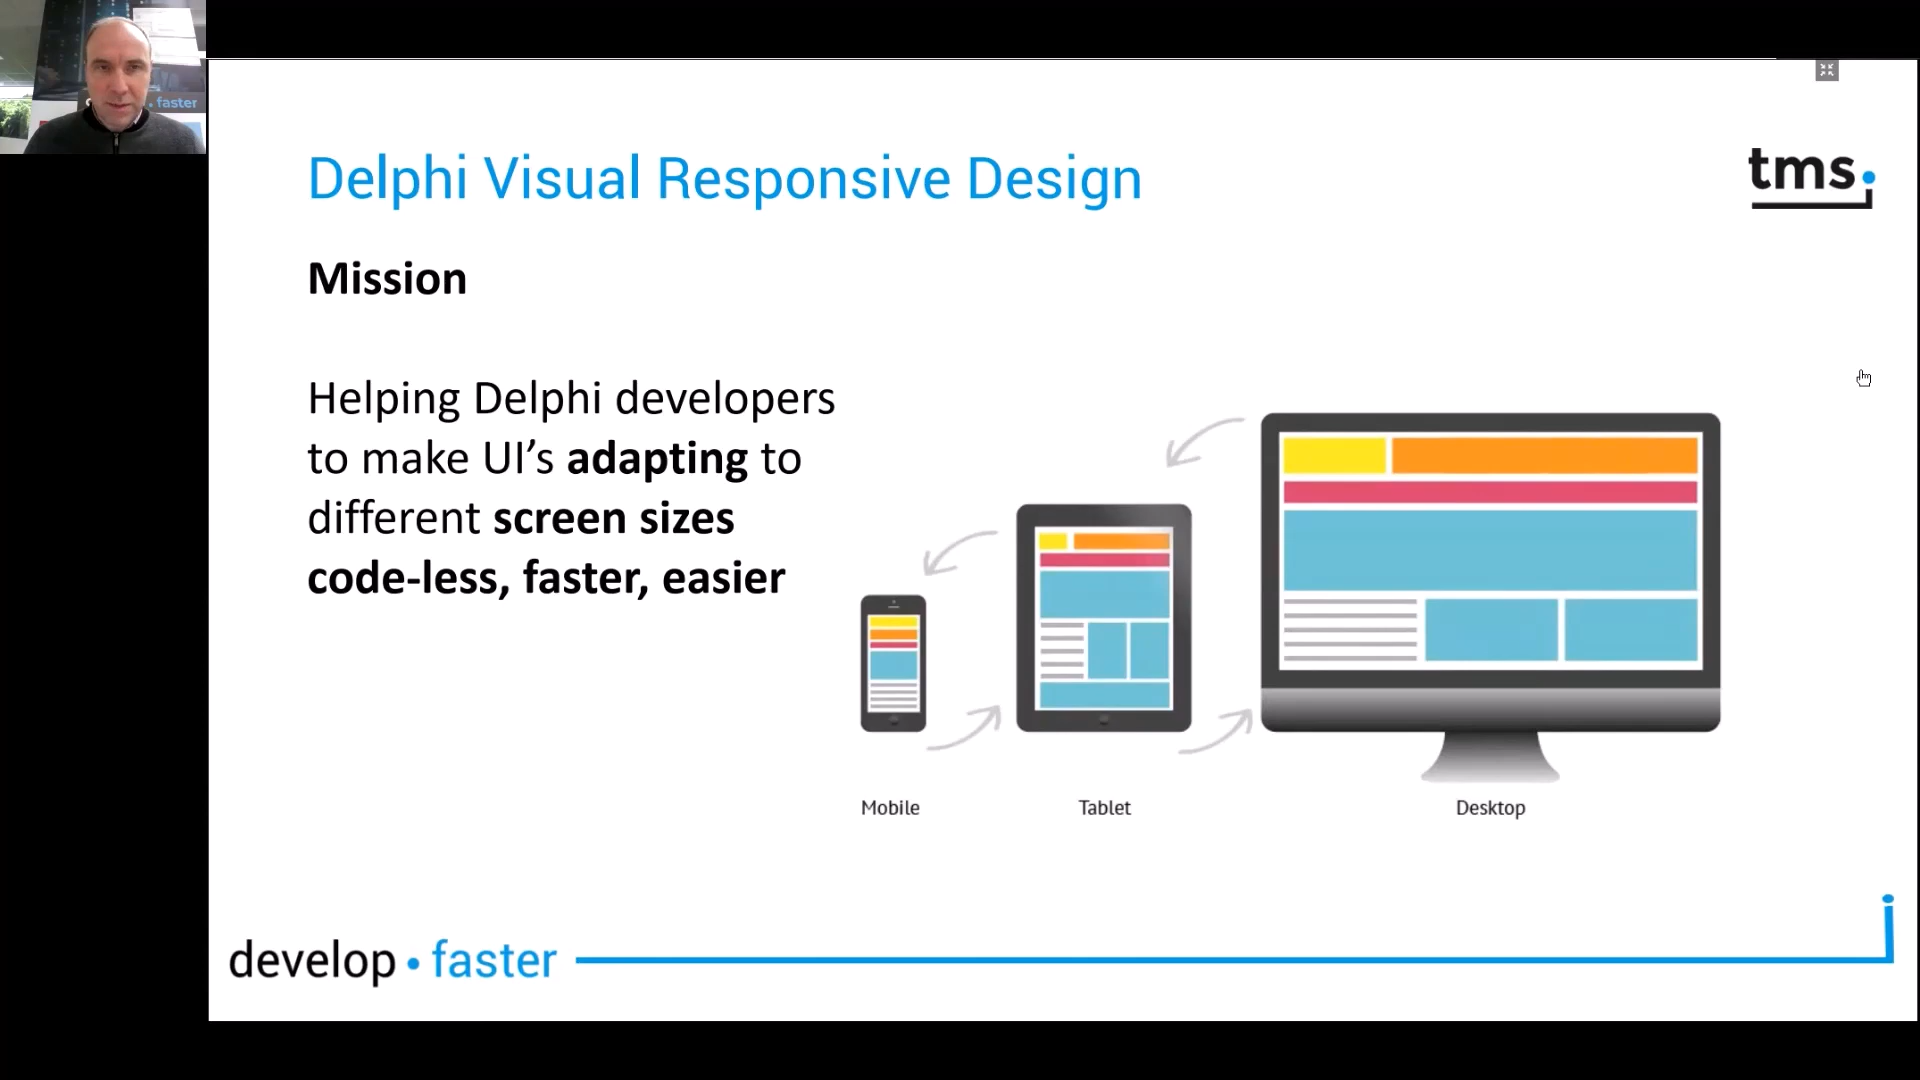 • faster
Delphi Visual Responsive Design
tms.
Mission
Helping Delphi developers
to make UI’s adapting to
different screen sizes
code-less, faster, easier
Mobile
Tablet
Desktop
develop • faster